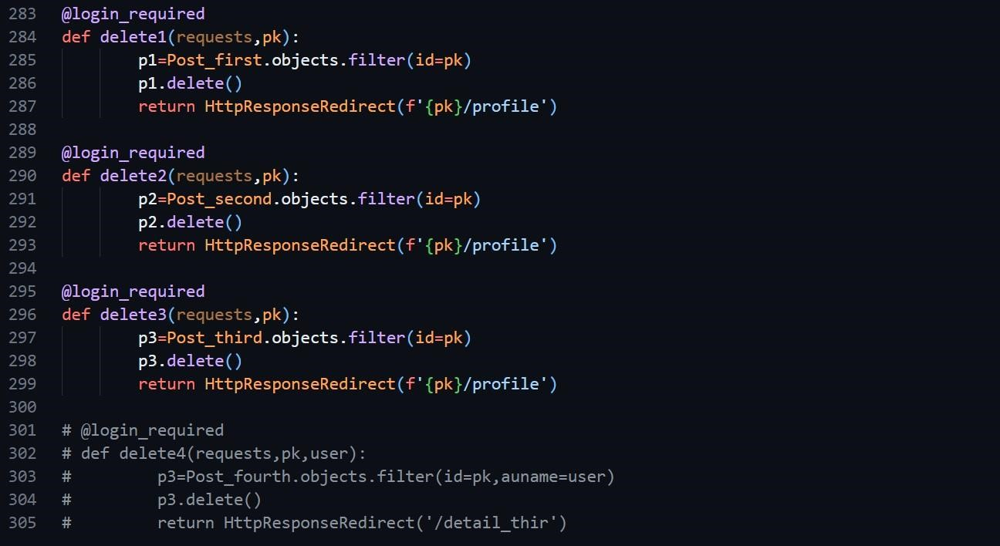 283 @login_required
284 def delete1(requests,pk):
285         p1=Post_first.objects.filter(id=pk)
286         p1.delete()
287         return HttpResponseRedirect(f'{pk}/profile')
288
289 @login_required
290 def delete2(requests,pk):
291         p2=Post_second.objects.filter(id=pk)
292         p2.delete()
293         return HttpResponseRedirect(f'{pk}/profile')
294
295 @login_required
296 def delete3(requests,pk):
297         p3=Post_third.objects.filter(id=pk)
298         p3.delete()
299         return HttpResponseRedirect(f'{pk}/profile')
300
301 # @login_required
302 # def delete4(requests,pk,user):
303 #         p3=Post_fourth.objects.filter(id=pk,auname=user)
304 #         p3.delete()
305 #         return HttpResponseRedirect('/detail_thir')